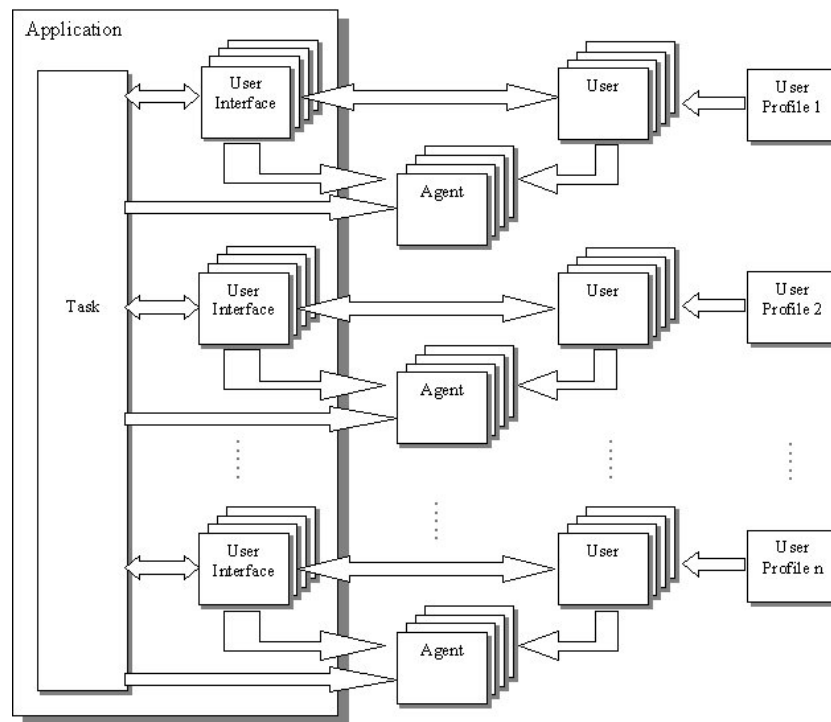 Application
User
Interface
User
User
Profile 1
Agent
Task
User
Interface
User
User
Profile 2
Agent
User
Interface
User
User
Profile n
Agent